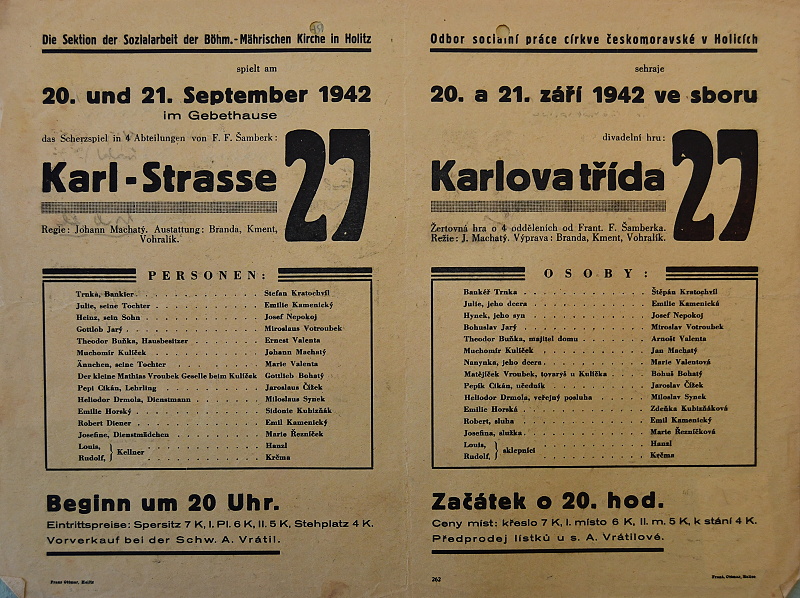 Die Sektion der Sozialarbeit der Böhm.-Mährischen Kirche in Holitz
spielt am
20. und 21. September 1942
im Gebethause
das Scherzspiel in 4 Abteilungen von F. F. Šamberk:
Karl-Strasse 27
Regie: Johann Machatý. Austattung: Branda, Kment,
Vohralík.
PERSONEN:
Trnka, Bankier Stefan Kratochvíl
Julie, seine Tochter Emilie Kamenický
Heinz, sein Sohn Josef Nepokoj
Gottlob Jarý Miroslaus Votroubek
Theodor Buňka, Hausbesitzer Ernest Valenta
Muchomir Kulíček Johann Machatý
Ännchen, seine Tochter Marie Valenta
Der kleine Mathias Vroubek Geselle beim Kulíček Gottlieb Bohatý
Pepi Cikán, Lehrling Jaroslaus Čížek
Heliodor Drmola, Dienstmann Miloslaus Synek
Emilie Horský Sidonie Kubizňák
Robert Diener Emil Kamenický
Josefine, Dienstmädchen Marie Řezníček
Louis, } Kellner Hanzl
Rudolf, Krčma
Beginn um 20 Uhr.
Eintrittspreise: Spersitz 7 K, I. Pl. 6 K, II. 5 K, Stehplatz 4 K.
Vorverkauf bei der Schw. A. Vrátil.
Odbor sociální práce církve českomoravské v Holicích
sehraje
20. a 21. září 1942 ve sboru
divadelní hru:
Karlova třída 27
Žertovná hra o 4 odděleních od Frant. F. Šamberka.
Režie: J. Machatý. Výprava: Branda, Kment, Vohralík.
OSOBY:
Bankéř Trnka Štěpán Kratochvíl
Julie, jeho dcera Emilie Kamenická
Hynek, jeho syn Josef Nepokoj
Bohuslav Jarý Miroslav Votroubek
Theodor Buňka, majitel domu Arnošt Valenta
Muchomír Kulíček Jan Machatý
Nanynka, jeho dcera Marie Valentová
Matějíček Vroubek, tovaryš u Kulíčka Bohuš Bohatý
Pepík Cikán, učedník Jaroslav Čížek
Heliodor Drmola, veřejný posluha Miloslav Synek
Emilie Horská Zdeňka Kubizňáková
Robert, sluha Emil Kamenický
Josefina, služka Marie Řezníčková
Louis, } sklepníci Hanzl
Rudolf, Krčma
Začátek o 20. hod.
Ceny míst: křeslo 7 K, I. místo 6 K, II. m. 5 K, k stání 4 K.
Předprodej lístků u s. A. Vrátilové.
262